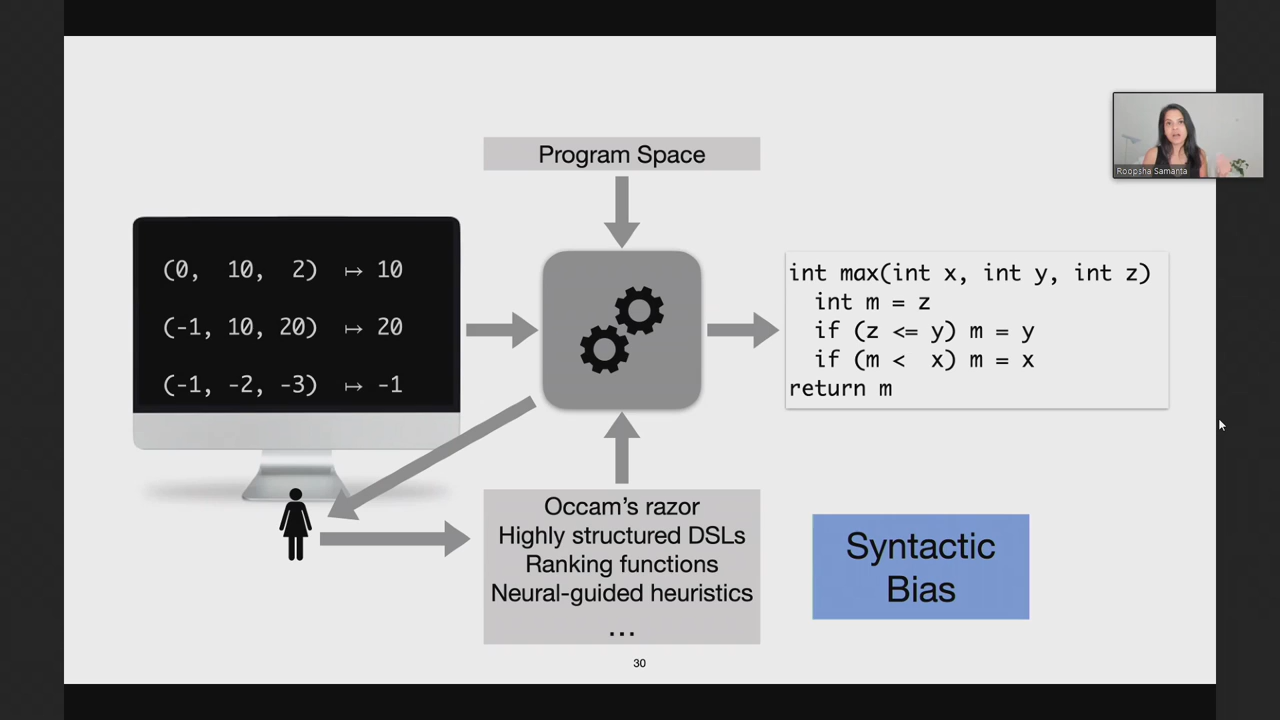 Program Space
Roopsha Samanta
(0, 10, 2) ↦ 10
(-1, 10, 20) ↦ 20
(-1, -2, -3) ↦ -1
int max(int x, int y, int z)
int m = z
if (z <= y) m = y
if (m < x) m = x
return m
Occam's razor
Highly structured DSLs
Ranking functions
Neural-guided heuristics
...
Syntactic
Bias
30